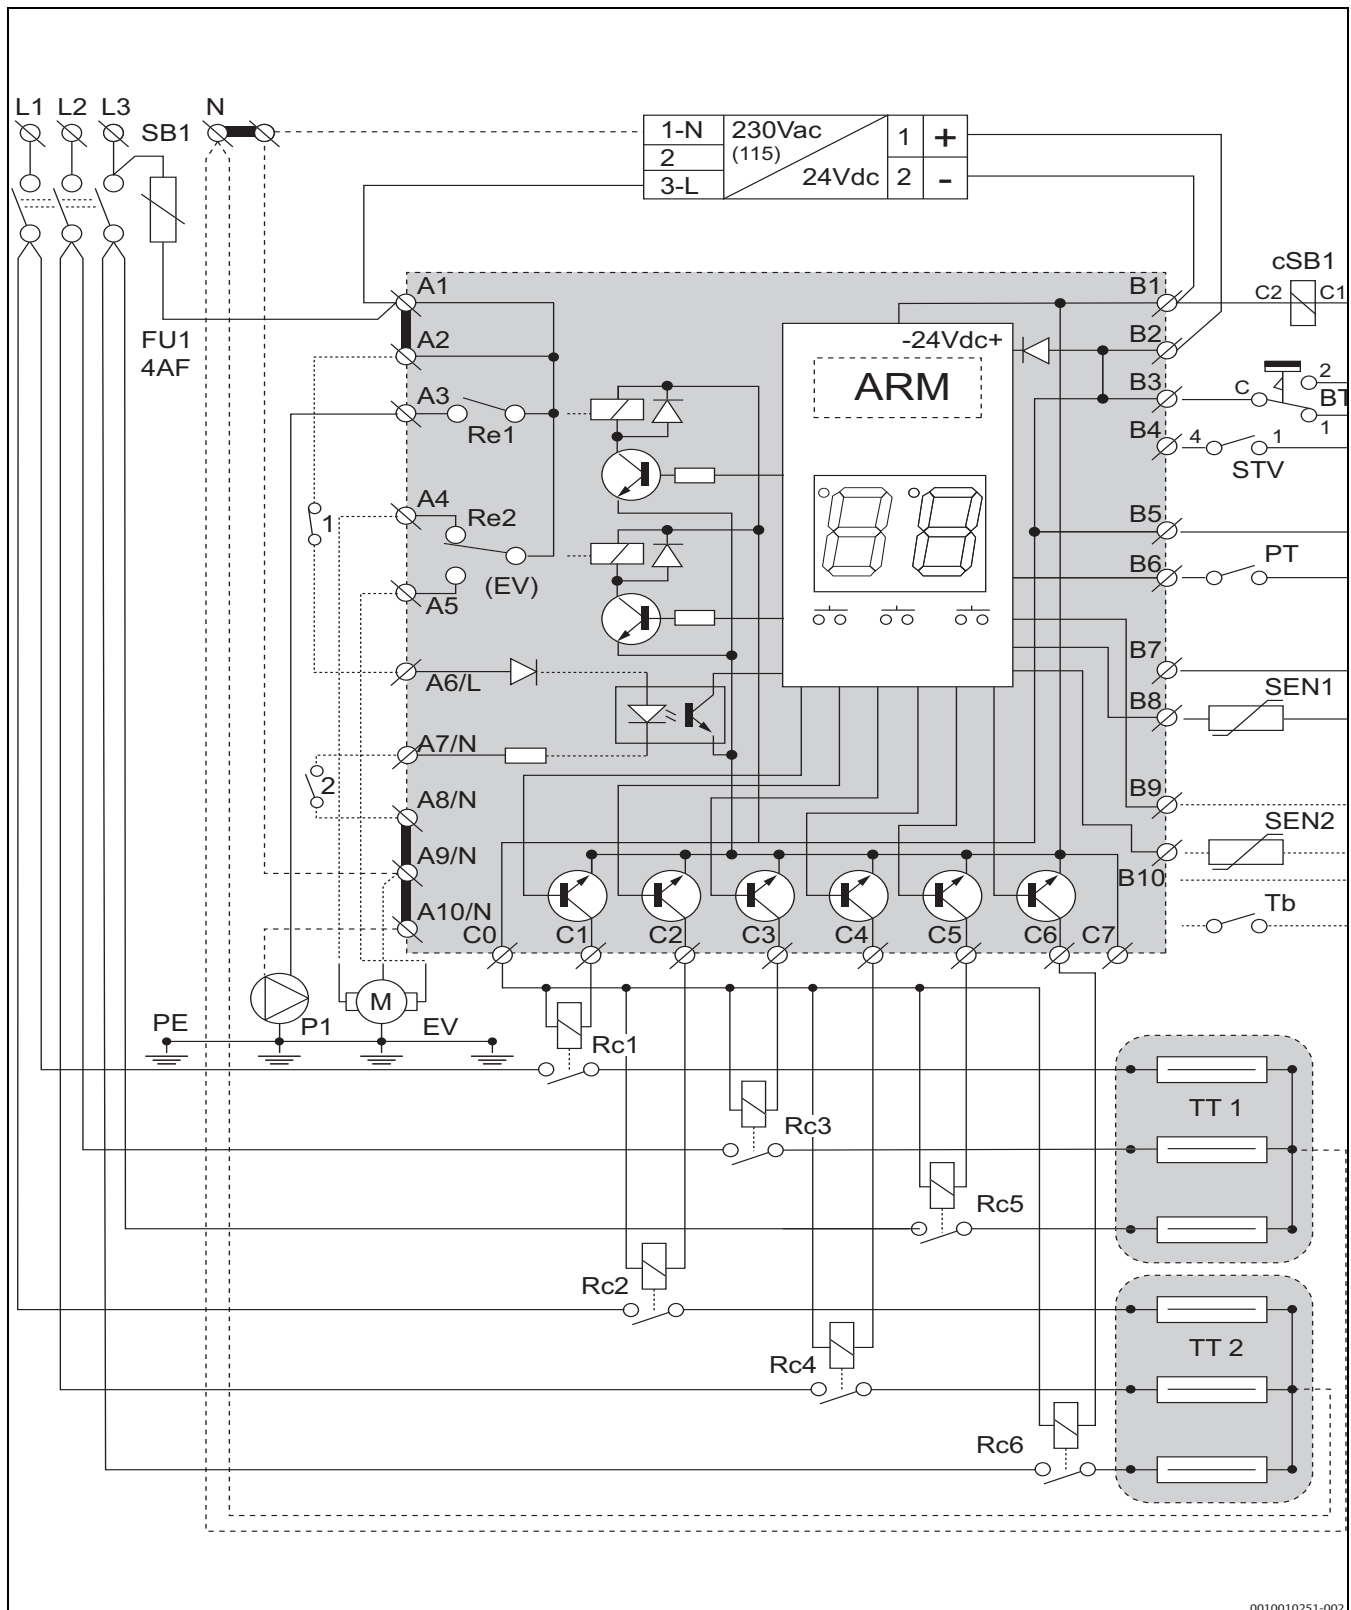 L1 L2 L3 SB1 N
1-N 230Vac 1 +
2 (115)
3-L 24Vdc 2 -
cSB1
C2 C1
FU1
4AF
A1
A2
A3
Re1
A4
Re2
(EV)
A5
A6/L
A7/N
A8/N
A9/N
A10/N
1
2
-24Vdc+
ARM
B1
B2
B3
B4
B5
B6
B7
B8
B9
B10
C 2
BT
1
4 1
STV
PT
SEN1
SEN2
Tb
C0 C1 C2 C3 C4 C5 C6 C7
PE P1 M EV
Rc1
TT 1
Rc3
Rc5
Rc2
TT 2
Rc4
Rc6
0010010251-002